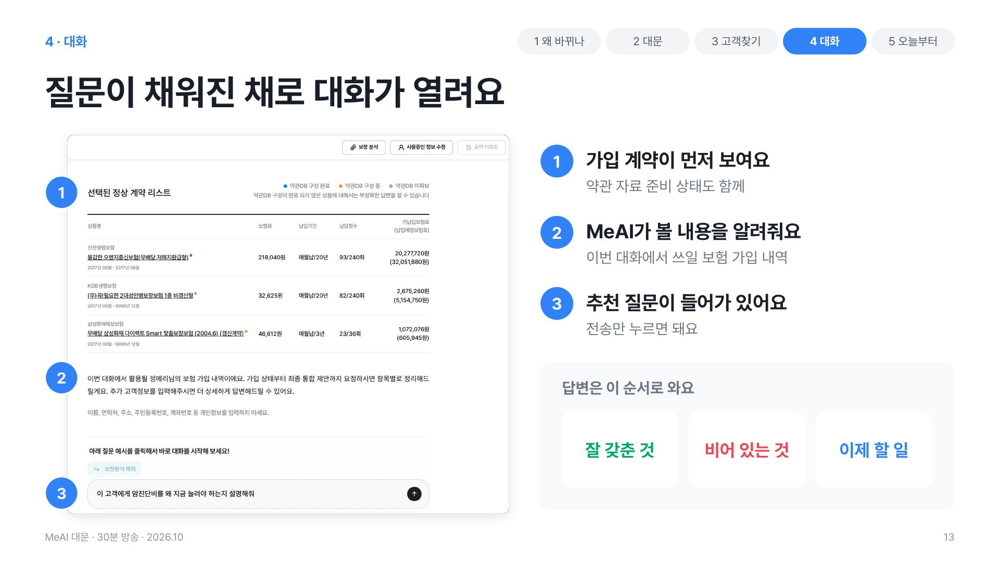 4 · 대화
1 왜 바뀌나
2 대문
3 고객찾기
4 대화
5 오늘부터
질문이 채워진 채로 대화가 열려요
보장 분석
사용중인 정보 수정
요약 리포트
1
선택된 정상 계약 리스트
약관DB 구성 완료
약관DB 구성 중
약관DB 미확보
약관DB 구성이 완료 되지 않은 상품에 대해서는 부정확한 답변을 할 수 있습니다
상품명
보험료
납입기간
납입횟수
기납입보험료
(납입예정보험료)
신한생명보험
용감한 오렌지종신보험(무배당,저해지환급형)
2017년 08월 - 2017년 08월
218,040원
매월납/20년
93/240회
20,277,720원
(32,051,880원)
KDB생명보험
(무)꼭!필요한 2대성인병보장보험 1종 비갱신형
2017년 08월 - 9999년 12월
32,625원
매월납/20년
82/240회
2,675,260원
(5,154,750원)
삼성화재해상보험
무배당 삼성화재 다이렉트 Smart 맞춤보장보험 (2004.6) (갱신계약)
2017년 08월 - 9999년 12월
46,612원
매월납/3년
23/36회
1,072,076원
(605,945원)
2
이번 대화에서 활용될 정메리님의 보험 가입 내역이에요. 가입 상태부터 최종 통합 제안까지 요청하시면 항목별로 정리해드
릴게요. 추가 고객정보를 입력해주시면 더 상세하게 답변해드릴 수 있어요.
이름, 연락처, 주소, 주민등록번호, 계좌번호 등 개인정보를 입력하지 마세요.
아래 질문 예시를 클릭해서 바로 대화를 시작해 보세요!
보장분석 해줘
3
이 고객에게 암진단비를 왜 지금 늘려야 하는지 설명해줘
1
가입 계약이 먼저 보여요
약관 자료 준비 상태도 함께
2
MeAI가 볼 내용을 알려줘요
이번 대화에서 쓰일 보험 가입 내역
3
추천 질문이 들어가 있어요
전송만 누르면 돼요
답변은 이 순서로 와요
잘 갖춘 것
비어 있는 것
이제 할 일
MeAI 대문 · 30분 방송 · 2026.10
13